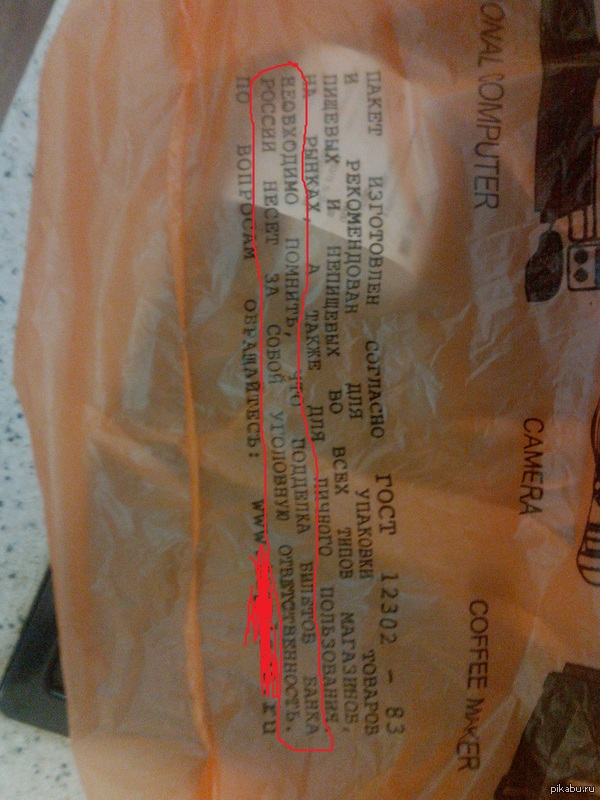 ПАКЕТ ИЗГОТОВЛЕН СОГЛАСНО ГОСТ 12302 - 83
И РЕКОМЕНДОВАН ДЛЯ УПАКОВКИ ТОВАРОВ
ПИЩЕВЫХ И НЕПИЩЕВЫХ ВО ВСЕХ ТИПОВ МАГАЗИНОВ,
НА РЫНКАХ, А ТАКЖЕ ДЛЯ ЛИЧНОГО ПОЛЬЗОВАНИЯ.
НЕОБХОДИМО ПОМНИТЬ, ЧТО ПОДДЕЛКА БИЛЕТОВ БАНКА
РОССИИ НЕСЕТ ЗА СОБОЙ УГОЛОВНУЮ ОТВЕТСТВЕННОСТЬ.
ПО ВОПРОСАМ ОБРАЩАЙТЕСЬ: www. .ru
ONAL COMPUTER
CAMERA
COFFEE MAKER
pikabu.ru